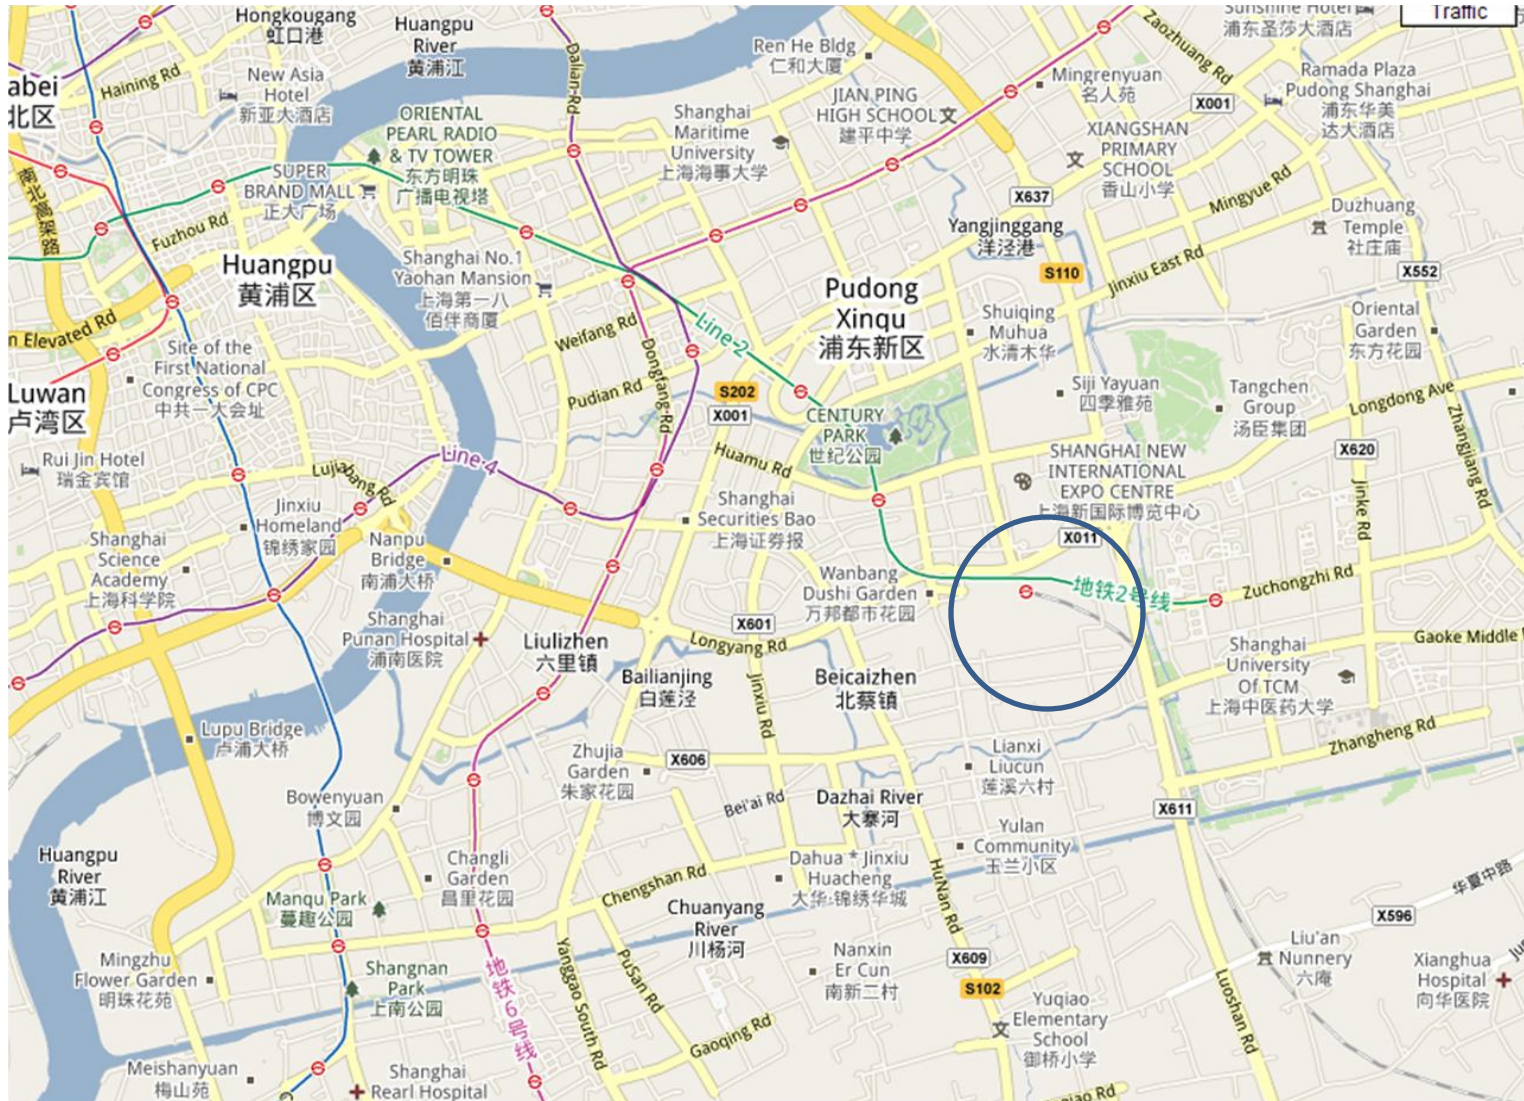 Hongkougang
虹口港
Huangpu
River
黄浦江
Ren He Bldg
仁和大厦
浦东圣莎大酒店
Traffic
Haining Rd
New Asia
Hotel
新亚大酒店
abei
北区
ORIENTAL
PEARL RADIO
& TV TOWER
东方明珠
广播电视塔
Dalian-Rd
Shanghai
Maritime
University
上海海事大学
JIAN PING
HIGH SCHOOL
建平中学
文
Mingrenyuan
名人苑
Zaozhuang Rd
X001
Ramada Plaza
Pudong Shanghai
浦东华美
达大酒店
XIANGSHAN
PRIMARY
SCHOOL
香山小学
文
南北高架路
SUPER
BRAND MALL
正大广场
Fuzhou Rd
X637
Mingyue Rd
Duzhuang
Temple
社庄庙
Yangjinggang
洋泾港
Huangpu
黄浦区
Shanghai No.1
Yaohan Mansion
上海第一八
佰伴商厦
S110
Jinxiu East Rd
X552
Pudong
Xinqu
浦东新区
Shuiqing
Muhua
水清木华
Oriental
Garden
东方花园
n Elevated Rd
Weifang Rd
Line-2
Dongfang-Rd
Site of the
First National
Congress of CPC
中共一大会址
Luwan
卢湾区
Pudian Rd
S202
X001
Siji Yayuan
四季雅苑
Tangchen
Group
汤臣集团
Longdong Ave
Zhangjiang Rd
CENTURY
PARK
世纪公园
Rui Jin Hotel
瑞金宾馆
Lujiabang Rd
Line-4
Huamu Rd
SHANGHAI NEW
INTERNATIONAL
EXPO CENTRE
上海新国际博览中心
X620
Jinke Rd
Jinxiu
Homeland
锦绣家园
Shanghai
Securities Bao
上海证券报
Shanghai
Science
Academy
上海科学院
Nanpu
Bridge
南浦大桥
X011
Wanbang
Dushi Garden
万邦都市花园
地铁2号线
Zuchongzhi Rd
Shanghai
Punan Hospital
浦南医院
Liulizhen
六里镇
X601
Longyang Rd
Gaoke Middle
Bailianjing
白莲泾
Jinxiu Rd
Beicaizhen
北蔡镇
Shanghai
University
Of TCM
上海中医药大学
Lupu Bridge
卢浦大桥
Zhujia
Garden
朱家花园
X606
Lianxi
Liucun
莲溪六村
Zhangheng Rd
Bowenyuan
博文园
Bei'ai Rd
Dazhai River
大寨河
X611
Huangpu
River
黄浦江
Yulan
Community
玉兰小区
Changli
Garden
昌里花园
Dahua * Jinxiu
Huacheng
大华·锦绣华城
HuNan Rd
华夏中路
Manqu Park
蔓趣公园
Chengshan Rd
Chuanyang
River
川杨河
X596
Mingzhu
Flower Garden
明珠花苑
Shangnan
Park
上南公园
地铁6号线
Yanggao South Rd
PuSan Rd
Nanxin
Er Cun
南新二村
X609
S102
Liu'an
Nunnery
六庵
Xianghua
Hospital
向华医院
Luoshan Rd
Gaoqing Rd
Yuqiao
Elementary
School
御桥小学
文
Meishanyuan
梅山苑
Shanghai
Rearl Hospital